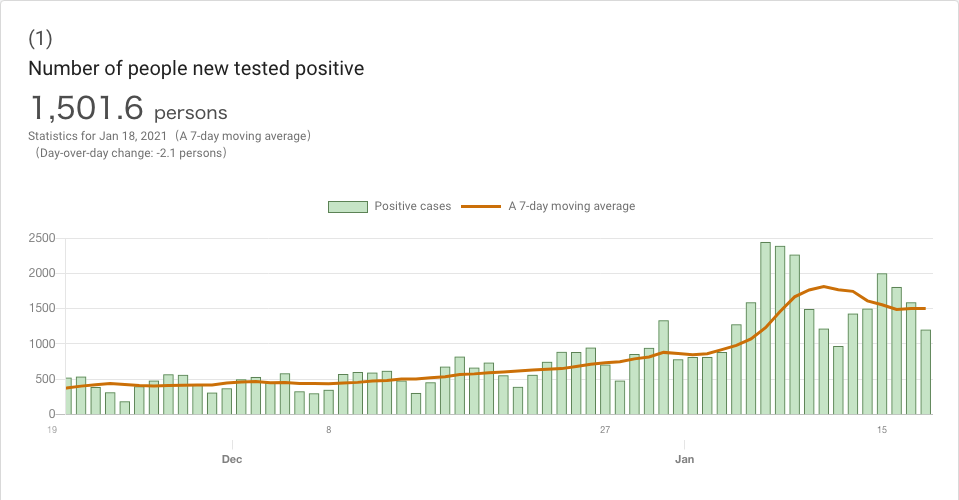 (1)
Number of people new tested positive
1,501.6 persons
Statistics for Jan 18, 2021（A 7-day moving average）
（Day-over-day change: -2.1 persons）
Positive cases A 7-day moving average
2500
2000
1500
1000
500
0
19 8 27 15
Dec Jan